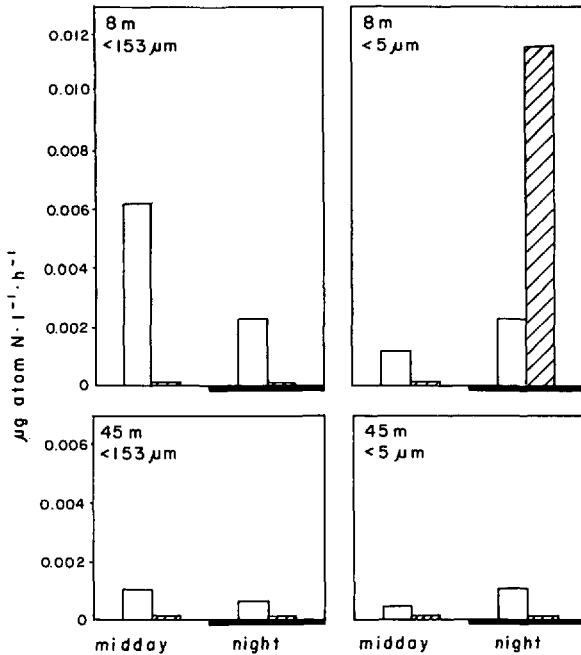 8 m
<153 µm
8 m
<5 µm
0.012
0.010
0.008
0.006
0.004
0.002
0
µg atom N·l⁻¹·h⁻¹
45 m
<153 µm
45 m
<5 µm
0.006
0.004
0.002
0
midday night midday night